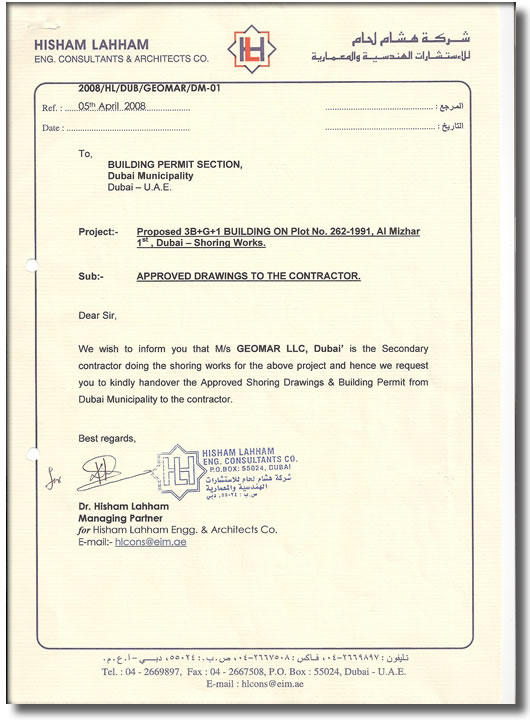 HISHAM LAHHAM
ENG. CONSULTANTS & ARCHITECTS CO.
HL
شركة هشام لحام
للاستشارات الهندسية والمعمارية
2008/HL/DUB/GEOMAR/DM-01
Ref. : 05th April 2008
المرجع :
Date :
التاريخ :
To,
BUILDING PERMIT SECTION,
Dubai Municipality
Dubai – U.A.E.
Project:- Proposed 3B+G+1 BUILDING ON Plot No. 262-1991, Al Mizhar
1st , Dubai – Shoring Works.
Sub:- APPROVED DRAWINGS TO THE CONTRACTOR.
Dear Sir,
We wish to inform you that M/s GEOMAR LLC, Dubai' is the Secondary
contractor doing the shoring works for the above project and hence we request
you to kindly handover the Approved Shoring Drawings & Building Permit from
Dubai Municipality to the contractor.
Best regards,
for
HISHAM LAHHAM
ENG. CONSULTANTS CO.
P.O.BOX: 55024, DUBAI
شركة هشام لحام للاستشارات
الهندسية والمعمارية
ص.ب : ٥٥٠٢٤، دبي
Dr. Hisham Lahham
Managing Partner
for Hisham Lahham Engg. & Architects Co.
E-mail:- hlcons@eim.ae
تليفون : ٢٦٦٩٨٩٧-٠٤، فاكس : ٢٦٦٧٥٠٨-٠٤، ص.ب. : ٥٥٠٢٤، دبــي - أ.ع.م.
Tel. : 04 - 2669897, Fax : 04 - 2667508, P.O. Box : 55024, Dubai - U.A.E.
E-mail : hlcons@eim.ae